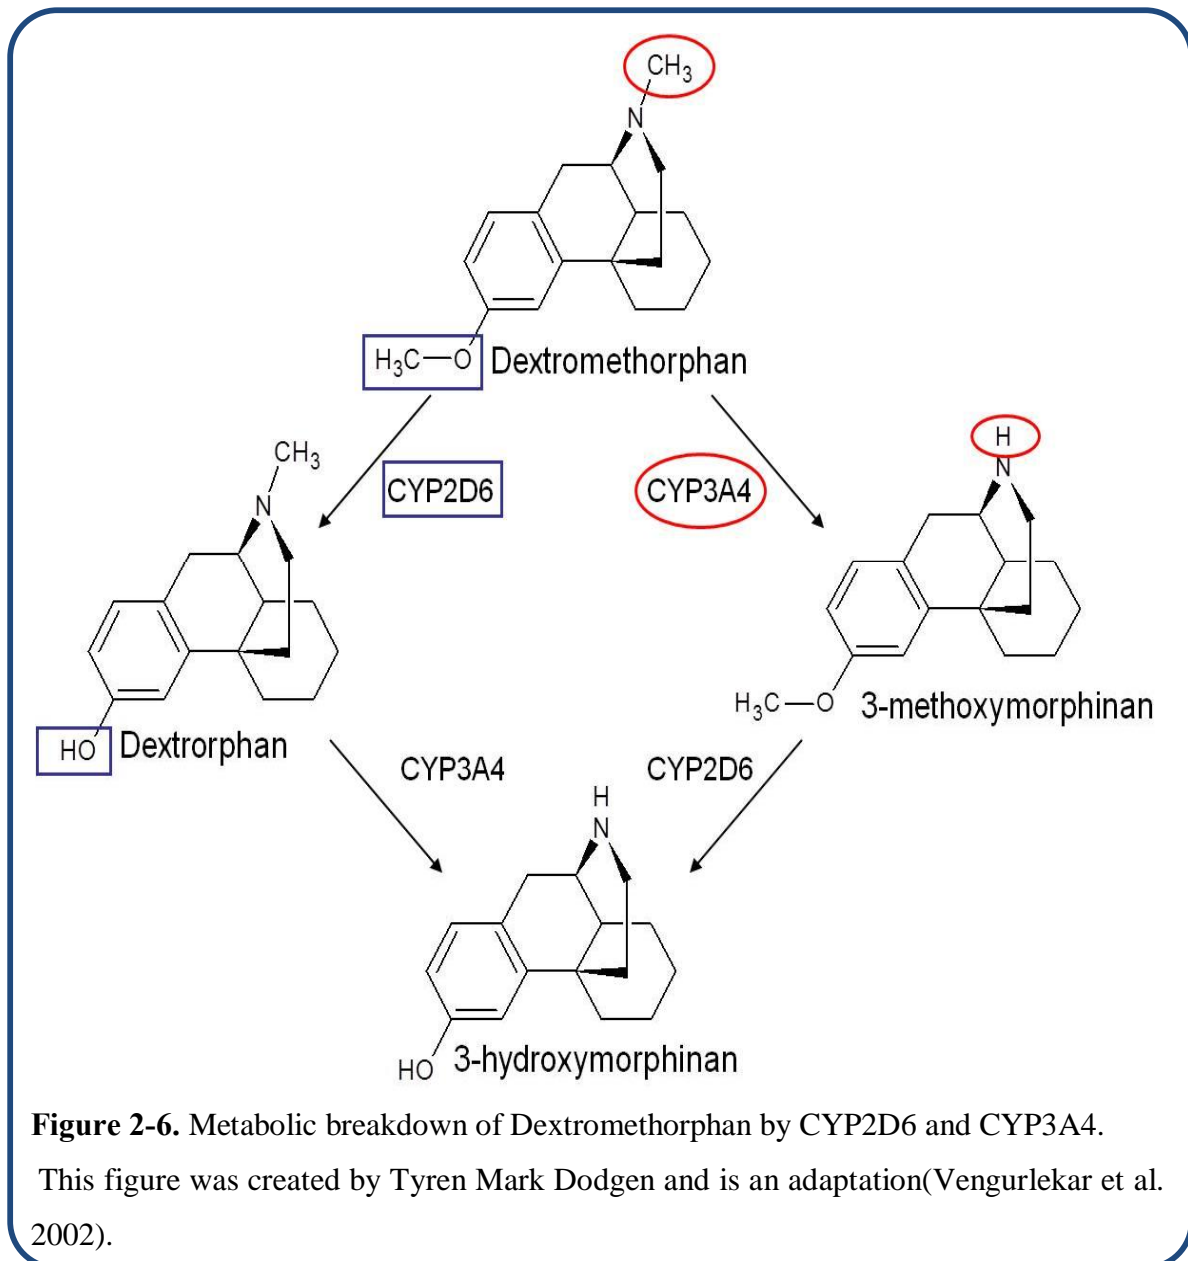 CH3
N
H3C—O Dextromethorphan
CH3
N
CYP2D6
CYP3A4
H
N
HO Dextrorphan
H3C—O 3-methoxymorphinan
CYP3A4
CYP2D6
H
N
HO 3-hydroxymorphinan
Figure 2-6. Metabolic breakdown of Dextromethorphan by CYP2D6 and CYP3A4.
This figure was created by Tyren Mark Dodgen and is an adaptation(Vengurlekar et al.
2002).